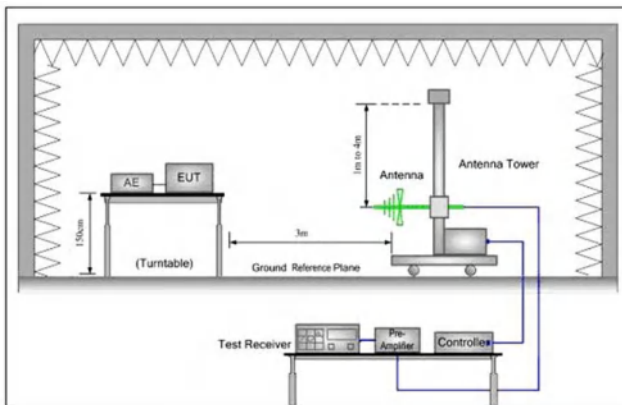 AE
EUT
150cm
(Turntable)
3m
Ground Reference Plane
1m to 4m
Antenna
Antenna Tower
Test Receiver
Pre-
Amplifier
Controller